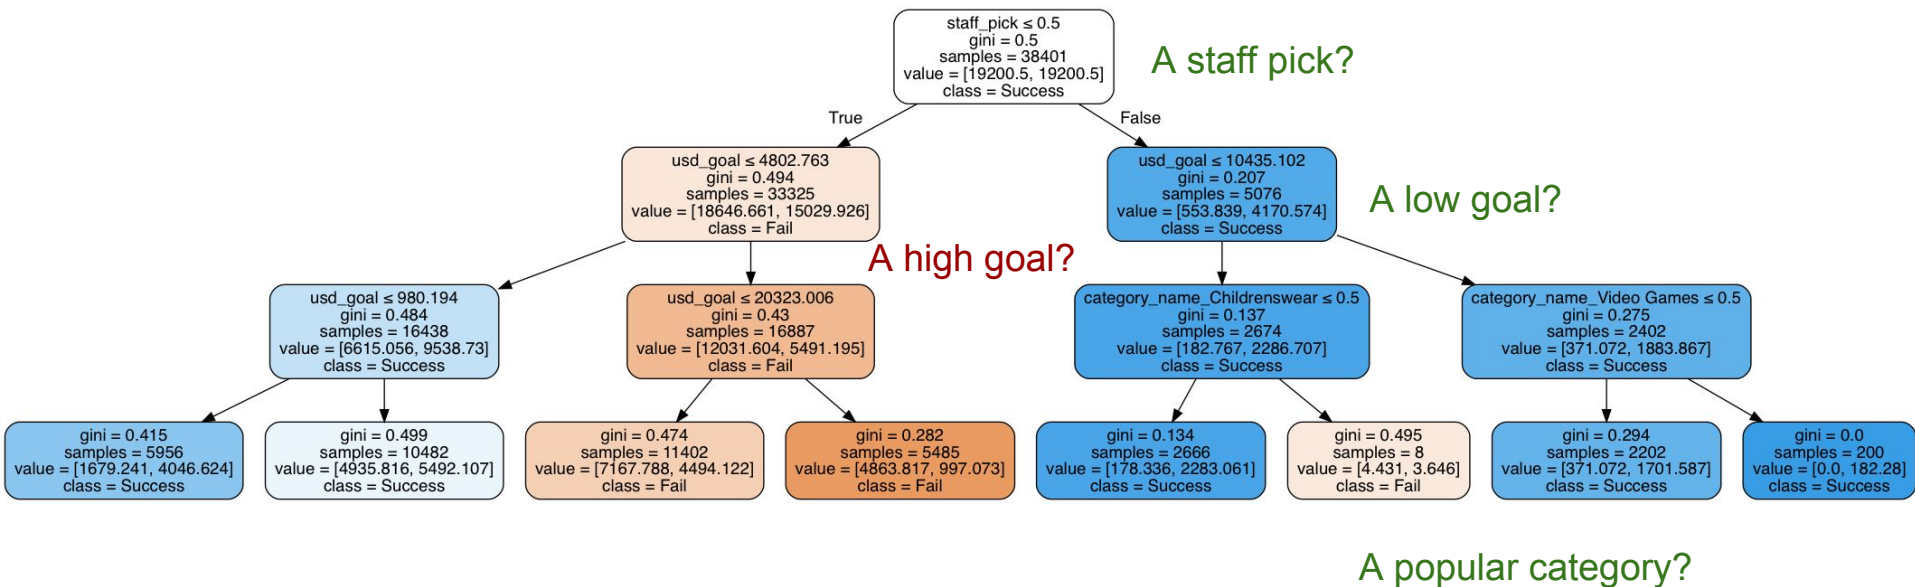 staff_pick ≤ 0.5
gini = 0.5
samples = 38401
value = [19200.5, 19200.5]
class = Success
A staff pick?
True
False
usd_goal ≤ 4802.763
gini = 0.494
samples = 33325
value = [18646.661, 15029.926]
class = Fail
usd_goal ≤ 10435.102
gini = 0.207
samples = 5076
value = [553.839, 4170.574]
class = Success
A low goal?
A high goal?
usd_goal ≤ 980.194
gini = 0.484
samples = 16438
value = [6615.056, 9538.73]
class = Success
usd_goal ≤ 20323.006
gini = 0.43
samples = 16887
value = [12031.604, 5491.195]
class = Fail
category_name_Childrenswear ≤ 0.5
gini = 0.137
samples = 2674
value = [182.767, 2286.707]
class = Success
category_name_Video Games ≤ 0.5
gini = 0.275
samples = 2402
value = [371.072, 1883.867]
class = Success
gini = 0.415
samples = 5956
value = [1679.241, 4046.624]
class = Success
gini = 0.499
samples = 10482
value = [4935.816, 5492.107]
class = Success
gini = 0.474
samples = 11402
value = [7167.788, 4494.122]
class = Fail
gini = 0.282
samples = 5485
value = [4863.817, 997.073]
class = Fail
gini = 0.134
samples = 2666
value = [178.336, 2283.061]
class = Success
gini = 0.495
samples = 8
value = [4.431, 3.646]
class = Fail
gini = 0.294
samples = 2202
value = [371.072, 1701.587]
class = Success
gini = 0.0
samples = 200
value = [0.0, 182.28]
class = Success
A popular category?